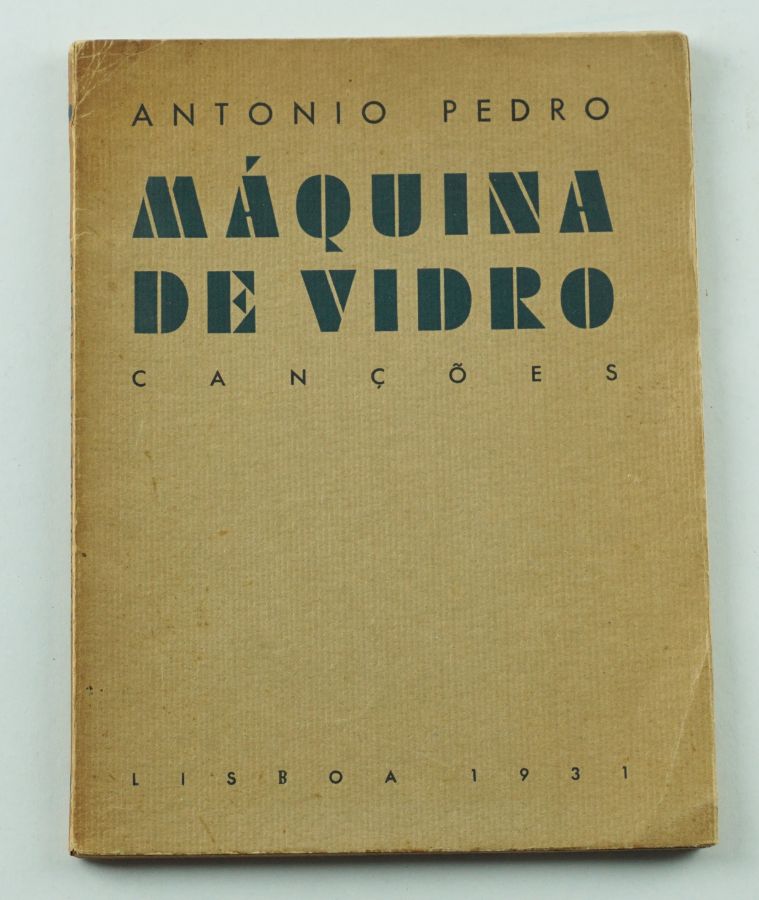 ANTONIO PEDRO
MÁQUINA
DE VIDRO
CANÇÕES
LISBOA 1931